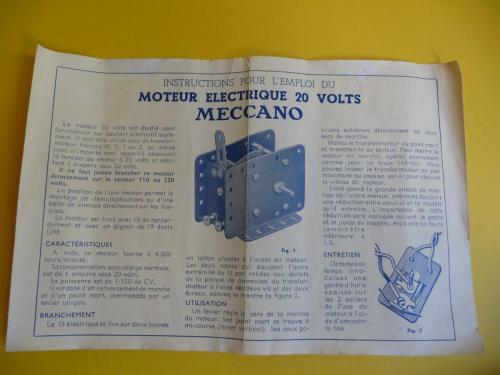 INSTRUCTIONS POUR L'EMPLOI DU
MOTEUR ELECTRIQUE 20 VOLTS
MECCANO
Le moteur 20 volts est étudié pour
fonctionner sur courant alternatif seule-
ment. Il doit être utilisé avec un transfor-
mateur Hornby M, 0, 1 ou 2, ou même
avec n'importe quel appareil abaissant
la tension du secteur à 20 volts et débi-
tant 1 ampère sous 20 volts.
Il ne faut jamais brancher ce moteur
directement sur le secteur 110 ou 220
volts.
La position de l'axe moteur permet le
montage de démultiplications ou d'une
boîte de vitesses directement sur les flas-
ques.
Le moteur est livré avec fil de raccor-
dement et avec un pignon de 19 dents
(26).
CARACTÉRISTIQUES
A vide, ce moteur tourne à 4.000
tours/minute.
Sa consommation, sous charge normale,
est de 1 ampère sous 20 volts.
Sa puissance est de 1/150 de CV.
Il est doté d'un renversement de marche
et d'un point mort, commandés par un
levier unique.
BRANCHEMENT
Le fil électrique se fixe sur deux bornes
Fig. 1
en laiton placées à l'avant du moteur.
Les deux cosses qui équipent l'autre
extrémité du fil sont reliées aux œillets
de la plaque de connexion du transfor-
mateur à l'aide des deux vis et des deux
écrous, comme le montre la figure 2.
UTILISATION
Un levier règle le sens de la marche
du moteur. Son point mort se trouve à
mi-course (levier vertical). Ses deux po-
sitions extrêmes déterminent les deux
sens de marche.
Mettez le transformateur au point mort
et branchez-le au secteur. Pour mettre le
moteur en marche, opérez exactement
comme pour un train Hornby. Vous
pouvez laisser le transformateur au plan
maximum ou vous en servir pour réduire
la vitesse du moteur.
Etant donné la grande vitesse de rota-
tion de l'arbre moteur, prévoyez toujours
une réduction entre celui-ci et le modèle
qu'il entraîne. L'importance de cette
réduction sera variable suivant le genre
et le poids du modèle, mais elle ne devra
jamais être
inférieure à
1:5.
ENTRETIEN
De temps en
temps, intro-
duisez une
goutte d'huile
épaisse sur
les 2 paliers
de l'axe du
moteur à l'ai-
de d'une poin-
te fine
Fig. 2